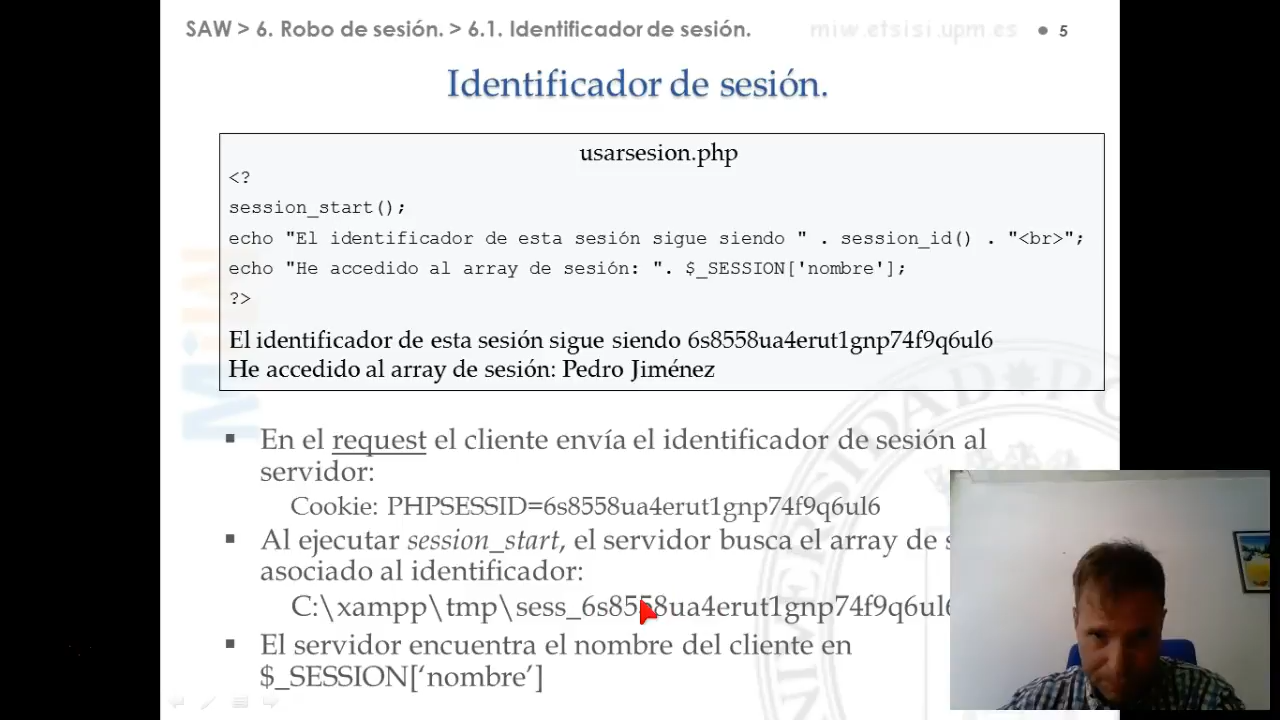 SAW > 6. Robo de sesión. > 6.1. Identificador de sesión.
miw.etsisi.upm.es
5
Identificador de sesión.
usarsesion.php
<?
session_start();
echo "El identificador de esta sesión sigue siendo " . session_id() . "<br>";
echo "He accedido al array de sesión: ". $_SESSION['nombre'];
?>
El identificador de esta sesión sigue siendo 6s8558ua4erut1gnp74f9q6ul6
He accedido al array de sesión: Pedro Jiménez
▪ En el request el cliente envía el identificador de sesión al
servidor:
Cookie: PHPSESSID=6s8558ua4erut1gnp74f9q6ul6
▪ Al ejecutar session_start, el servidor busca el array de
asociado al identificador:
C:\xampp\tmp\sess_6s8558ua4erut1gnp74f9q6ul6
▪ El servidor encuentra el nombre del cliente en
$_SESSION[‘nombre’]
MiW
UNIVERSIDAD PO